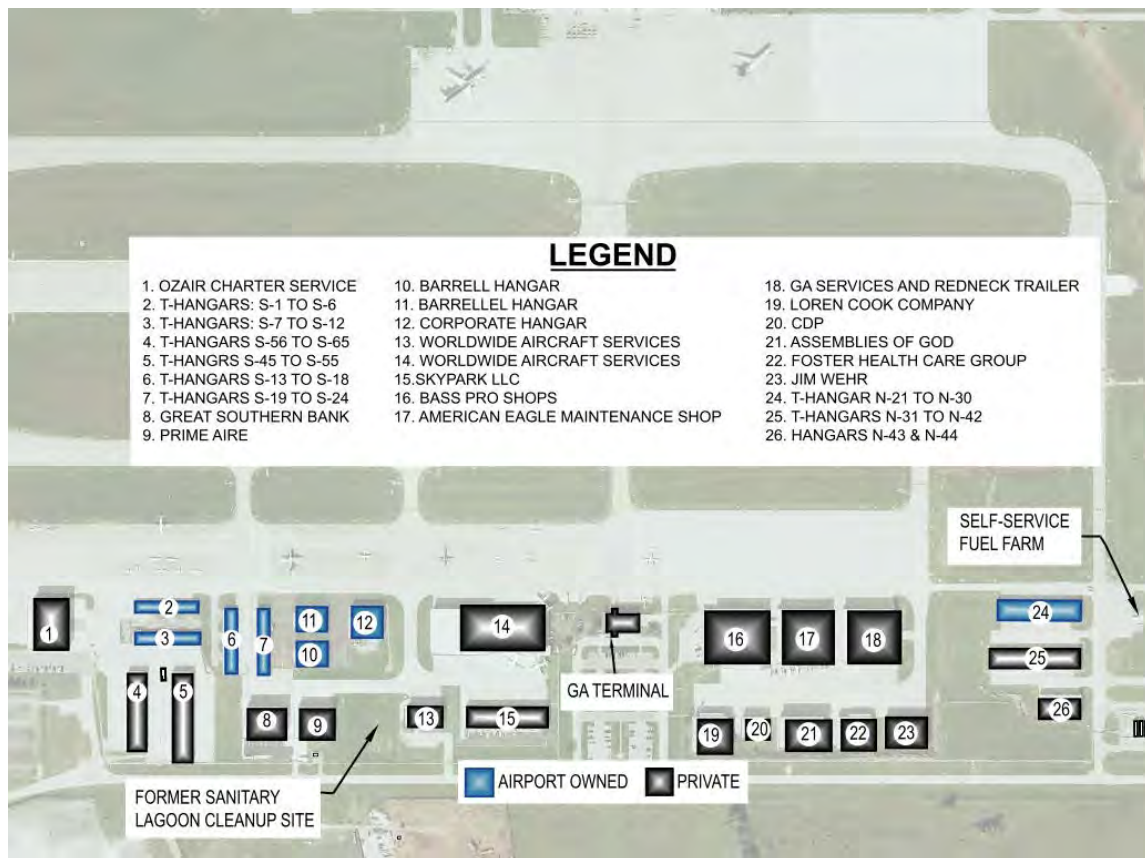 LEGEND
1. OZAIR CHARTER SERVICE
2. T-HANGARS: S-1 TO S-6
3. T-HANGARS: S-7 TO S-12
4. T-HANGARS S-56 TO S-65
5. T-HANGRS S-45 TO S-55
6. T-HANGARS S-13 TO S-18
7. T-HANGARS S-19 TO S-24
8. GREAT SOUTHERN BANK
9. PRIME AIRE
10. BARRELL HANGAR
11. BARRELLEL HANGAR
12. CORPORATE HANGAR
13. WORLDWIDE AIRCRAFT SERVICES
14. WORLDWIDE AIRCRAFT SERVICES
15.SKYPARK LLC
16. BASS PRO SHOPS
17. AMERICAN EAGLE MAINTENANCE SHOP
18. GA SERVICES AND REDNECK TRAILER
19. LOREN COOK COMPANY
20. CDP
21. ASSEMBLIES OF GOD
22. FOSTER HEALTH CARE GROUP
23. JIM WEHR
24. T-HANGAR N-21 TO N-30
25. T-HANGARS N-31 TO N-42
26. HANGARS N-43 & N-44
SELF-SERVICE
FUEL FARM
1
2
3
4
5
6
7
8
9
10
11
12
13
14
15
16
17
18
19
20
21
22
23
24
25
26
GA TERMINAL
FORMER SANITARY
LAGOON CLEANUP SITE
AIRPORT OWNED
PRIVATE